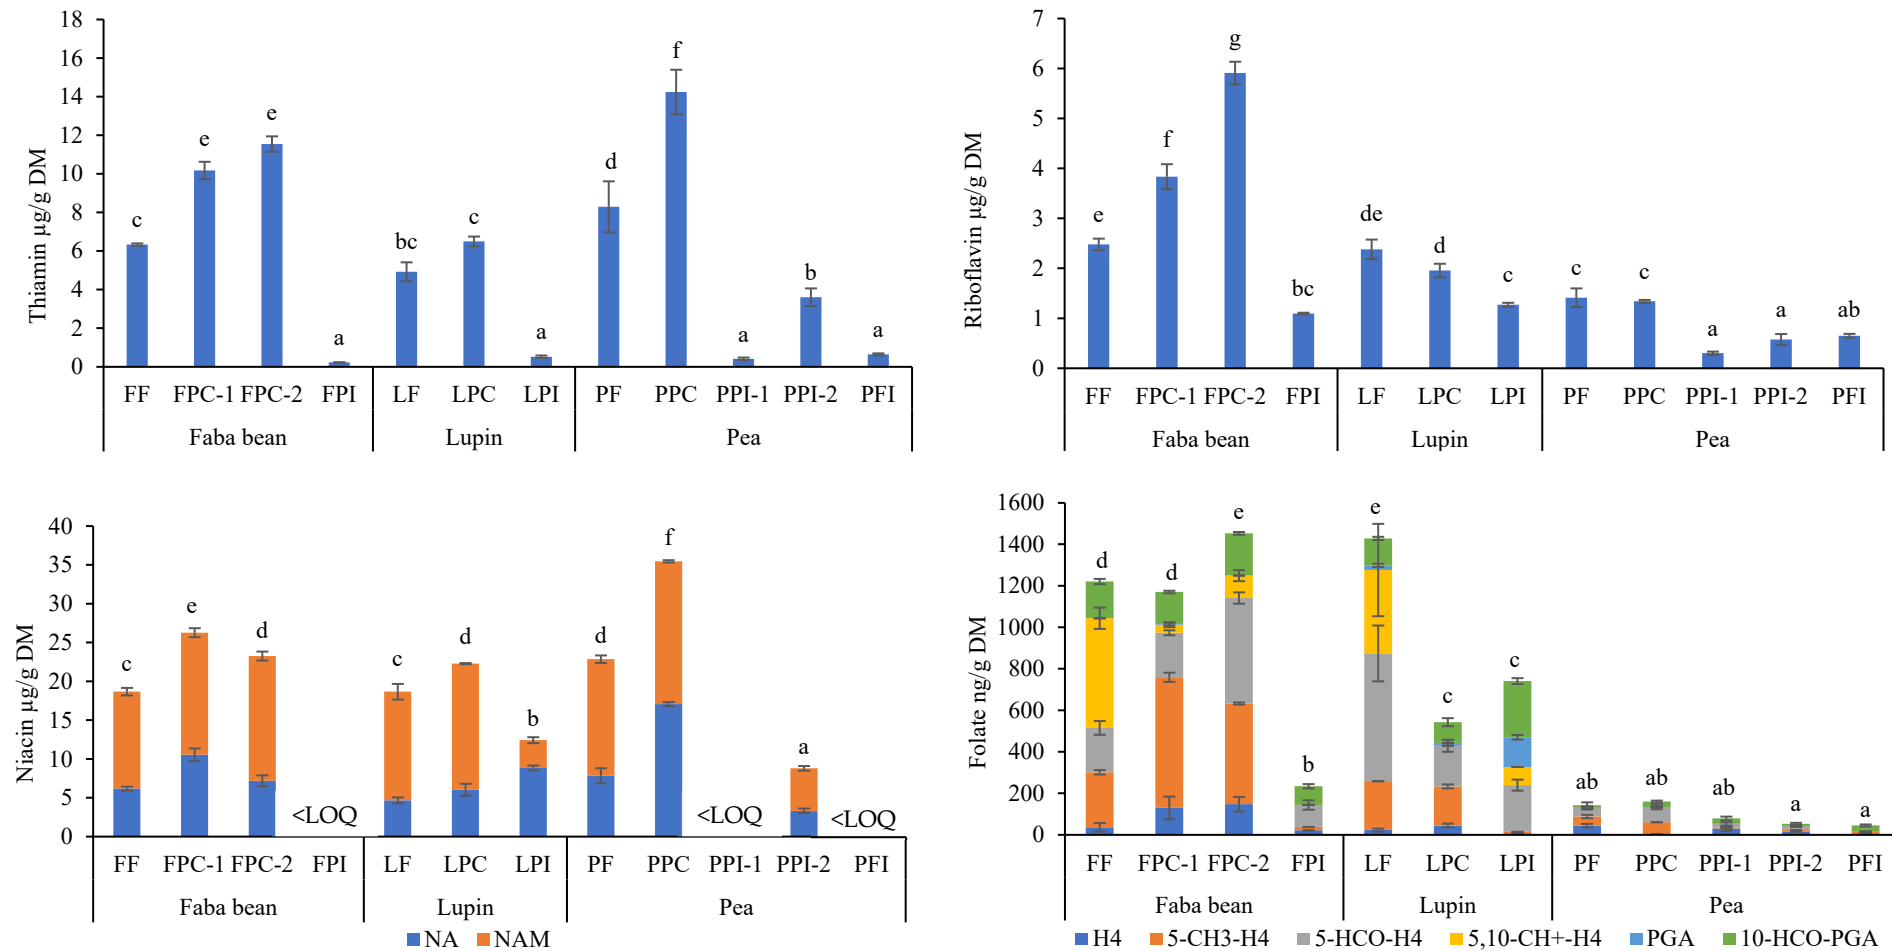 Thiamin µg/g DM
18
16
14
12
10
8
6
4
2
0
c
e
e
a
bc
c
a
d
f
a
b
a
FF FPC-1 FPC-2 FPI LF LPC LPI PF PPC PPI-1 PPI-2 PFI
Faba bean Lupin Pea
Riboflavin µg/g DM
7
6
5
4
3
2
1
0
e
f
g
bc
de
d
c
c
c
a
a
ab
FF FPC-1 FPC-2 FPI LF LPC LPI PF PPC PPI-1 PPI-2 PFI
Faba bean Lupin Pea
Niacin µg/g DM
40
35
30
25
20
15
10
5
0
c
e
d
<LOQ
c
d
b
d
f
<LOQ
a
<LOQ
FF FPC-1 FPC-2 FPI LF LPC LPI PF PPC PPI-1 PPI-2 PFI
Faba bean Lupin Pea
NA NAM
Folate ng/g DM
1600
1400
1200
1000
800
600
400
200
0
d
d
e
b
e
c
c
ab
ab
ab
a
a
FF FPC-1 FPC-2 FPI LF LPC LPI PF PPC PPI-1 PPI-2 PFI
Faba bean Lupin Pea
H4 5-CH3-H4 5-HCO-H4 5,10-CH+-H4 PGA 10-HCO-PGA